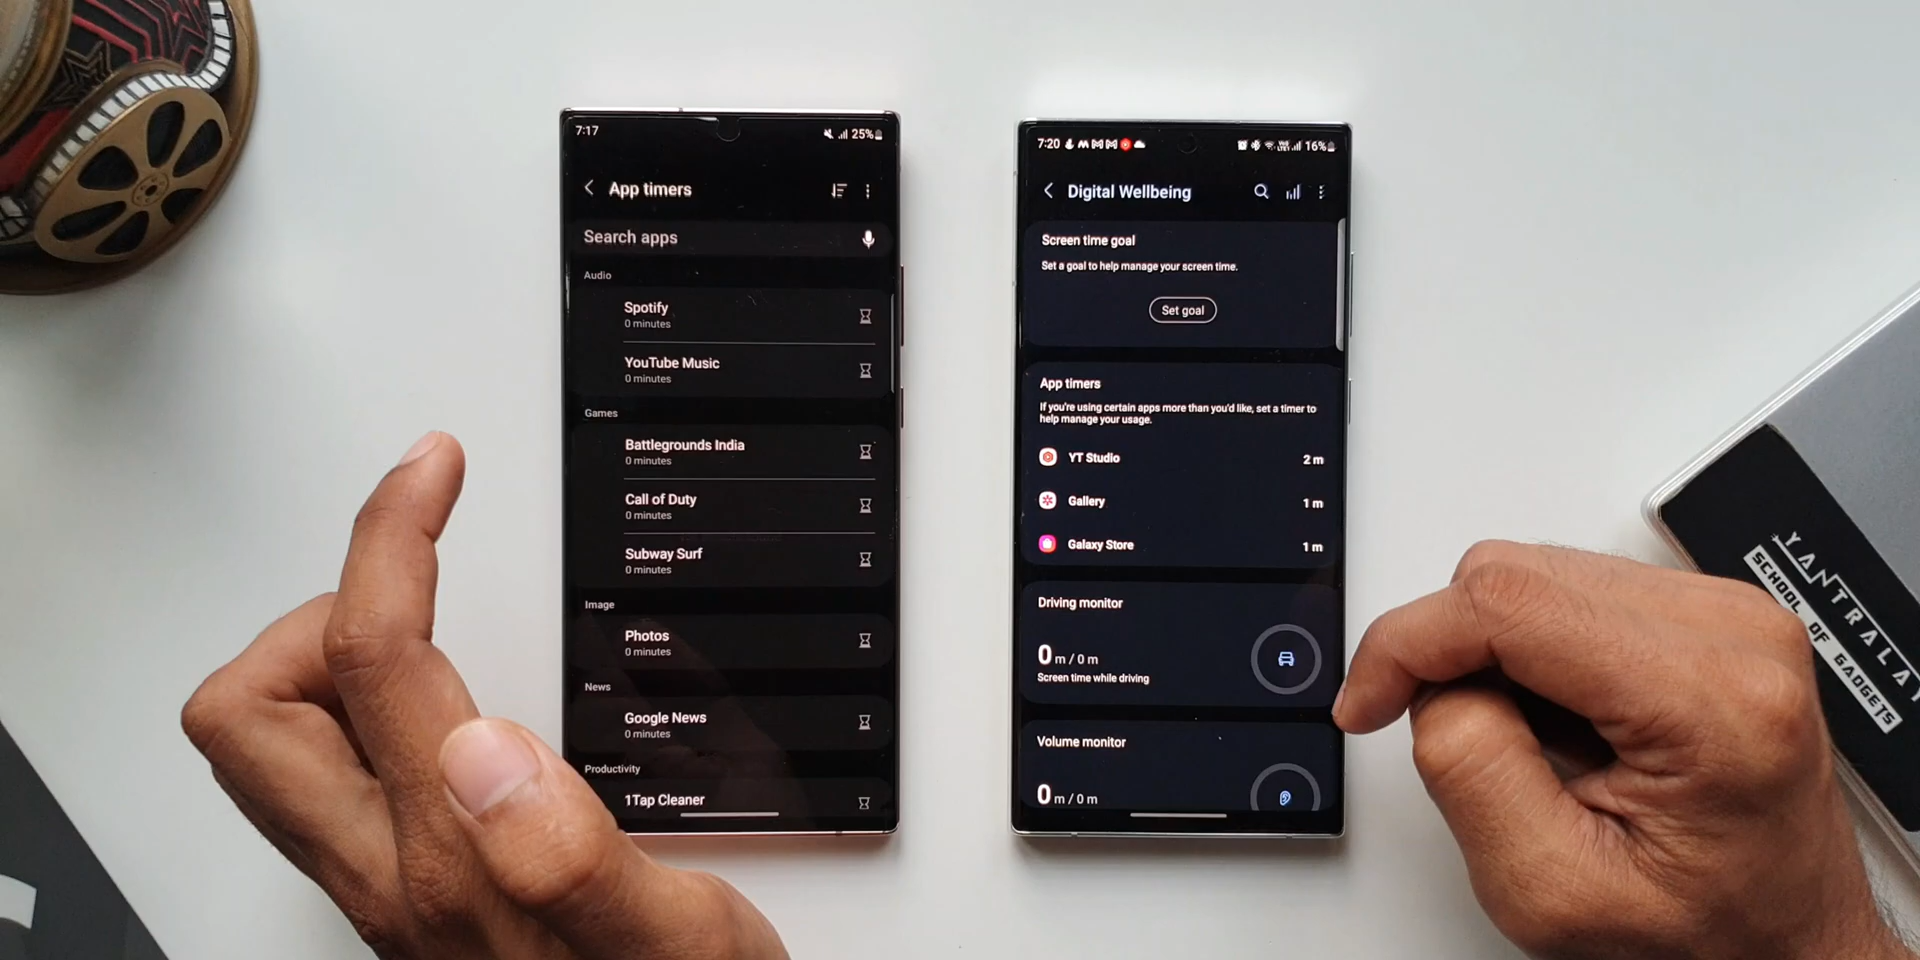 7:17
25%
App timers
Search apps
Audio
Spotify
0 minutes
YouTube Music
0 minutes
Games
Battlegrounds India
0 minutes
Call of Duty
0 minutes
Subway Surf
0 minutes
Image
Photos
0 minutes
News
Google News
0 minutes
Productivity
1Tap Cleaner
7:20
16%
Digital Wellbeing
Screen time goal
Set a goal to help manage your screen time.
Set goal
App timers
If you're using certain apps more than you'd like, set a timer to
help manage your usage.
YT Studio
2 m
Gallery
1 m
Galaxy Store
1 m
Driving monitor
0 m / 0 m
Screen time while driving
Volume monitor
0 m / 0 m
YANTRALAY
SCHOOL OF GADGETS